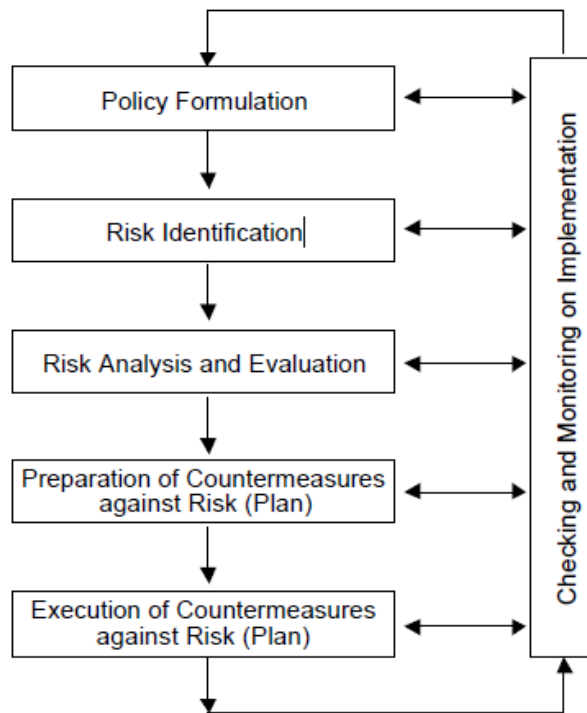 Policy Formulation
Risk Identification
Risk Analysis and Evaluation
Preparation of Countermeasures
against Risk (Plan)
Execution of Countermeasures
against Risk (Plan)
Checking and Monitoring on Implementation